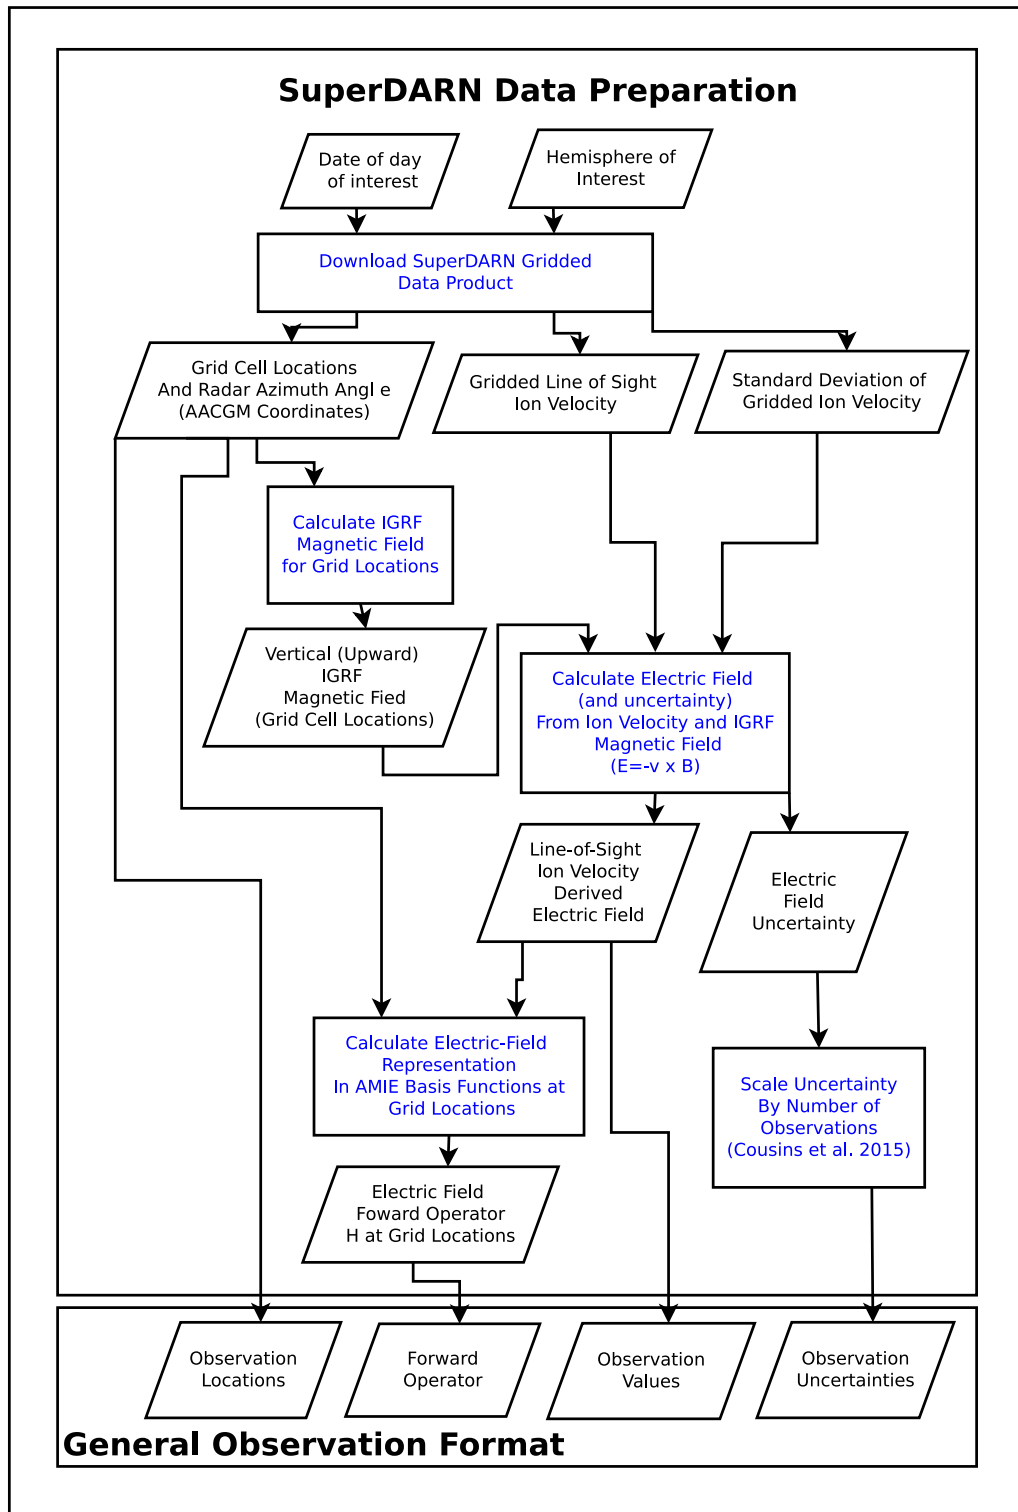 SuperDARN Data Preparation
Date of day
of interest
Hemisphere of
Interest
Download SuperDARN Gridded
Data Product
Grid Cell Locations
And Radar Azimuth Angl e
(AACGM Coordinates)
Gridded Line of Sight
Ion Velocity
Standard Deviation of
Gridded Ion Velocity
Calculate IGRF
Magnetic Field
for Grid Locations
Vertical (Upward)
IGRF
Magnetic Fied
(Grid Cell Locations)
Calculate Electric Field
(and uncertainty)
From Ion Velocity and IGRF
Magnetic Field
(E=-v x B)
Line-of-Sight
Ion Velocity
Derived
Electric Field
Electric
Field
Uncertainty
Calculate Electric-Field
Representation
In AMIE Basis Functions at
Grid Locations
Scale Uncertainty
By Number of
Observations
(Cousins et al. 2015)
Electric Field
Foward Operator
H at Grid Locations
Observation
Locations
Forward
Operator
Observation
Values
Observation
Uncertainties
General Observation Format